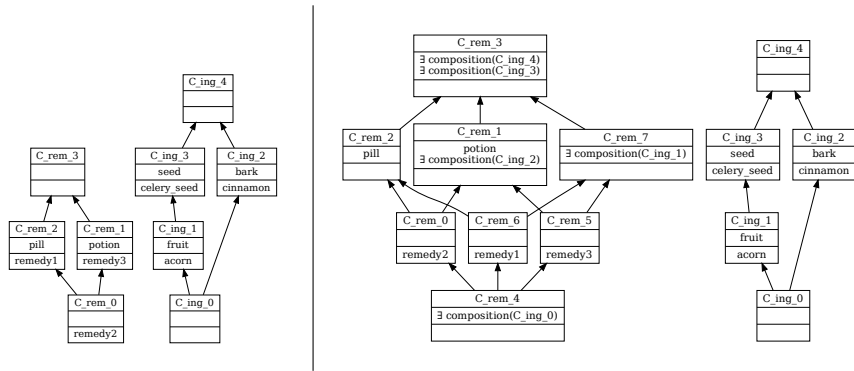 C_ing_4
C_rem_3
C_ing_3
seed
celery_seed
C_ing_2
bark
cinnamon
C_rem_2
pill
remedy1
C_rem_1
potion
remedy3
C_ing_1
fruit
acorn
C_rem_0
remedy2
C_ing_0
C_rem_3
∃ composition(C_ing_4)
∃ composition(C_ing_3)
C_rem_2
pill
C_rem_1
potion
∃ composition(C_ing_2)
C_rem_7
∃ composition(C_ing_1)
C_rem_0
remedy2
C_rem_6
remedy1
C_rem_5
remedy3
C_rem_4
∃ composition(C_ing_0)
C_ing_4
C_ing_3
seed
celery_seed
C_ing_2
bark
cinnamon
C_ing_1
fruit
acorn
C_ing_0